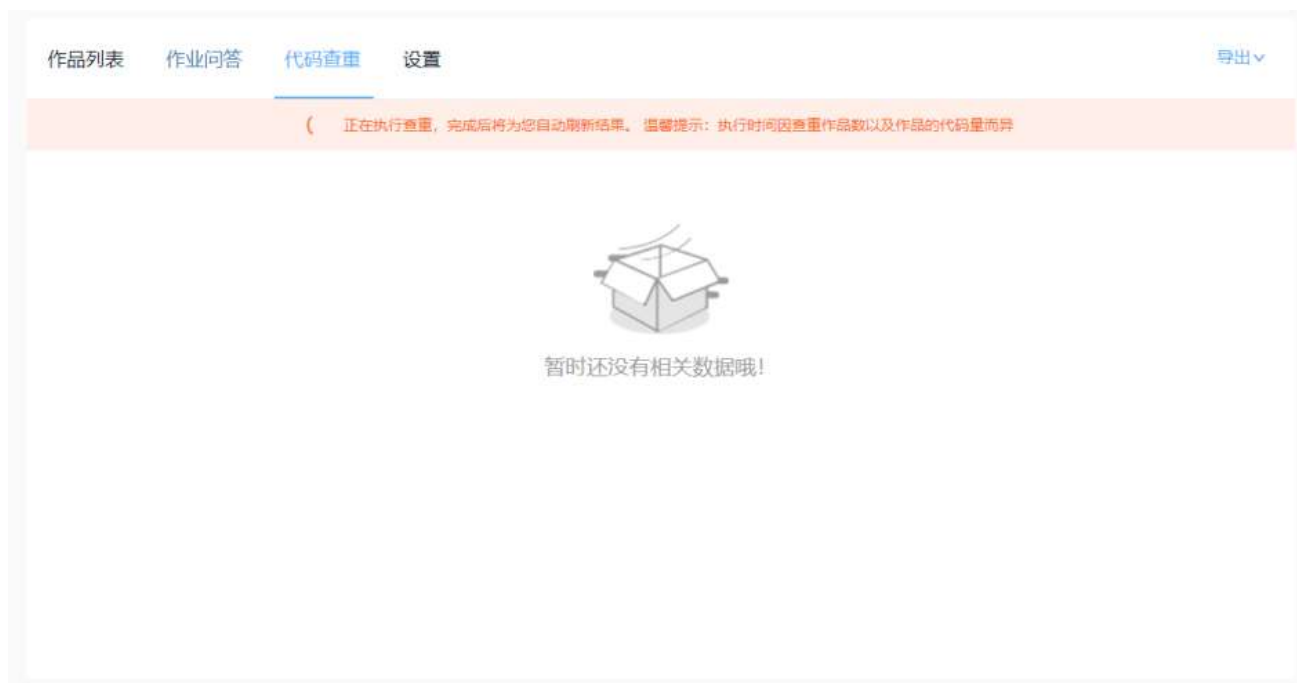 作品列表 作业问答 代码查重 设置 导出
正在执行查重，完成后将为您自动刷新结果。 温馨提示：执行时间因查重作品数以及作品的代码量而异
暂时还没有相关数据哦！